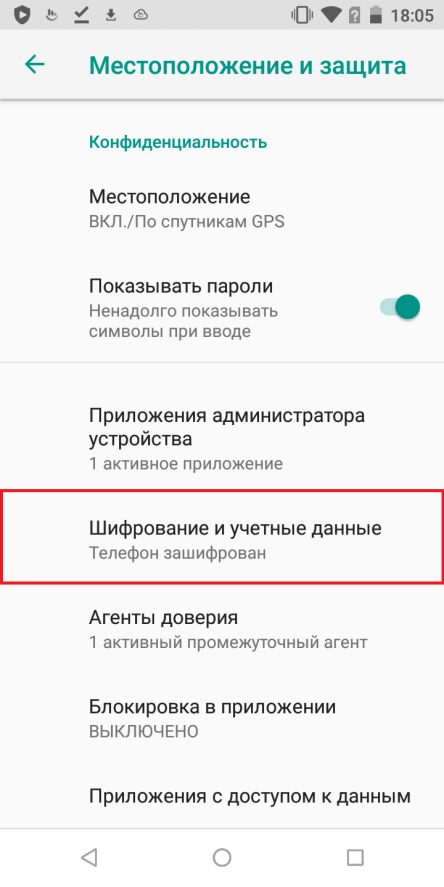 18:05
Местоположение и защита
Конфиденциальность
Местоположение
ВКЛ./По спутникам GPS
Показывать пароли
Ненадолго показывать
символы при вводе
Приложения администратора
устройства
1 активное приложение
Шифрование и учетные данные
Телефон зашифрован
Агенты доверия
1 активный промежуточный агент
Блокировка в приложении
ВЫКЛЮЧЕНО
Приложения с доступом к данным